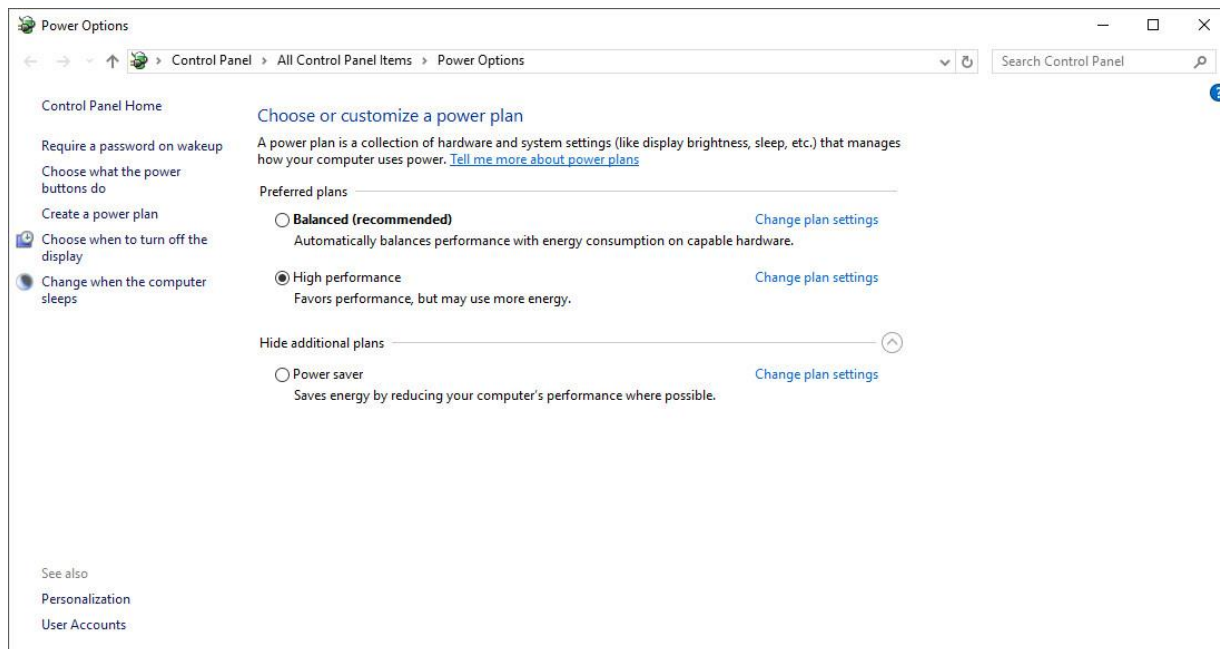 Power Options
Control Panel > All Control Panel Items > Power Options
Search Control Panel
Control Panel Home
Require a password on wakeup
Choose what the power
buttons do
Create a power plan
Choose when to turn off the
display
Change when the computer
sleeps
See also
Personalization
User Accounts
Choose or customize a power plan
A power plan is a collection of hardware and system settings (like display brightness, sleep, etc.) that manages
how your computer uses power. Tell me more about power plans
Preferred plans
Balanced (recommended) Change plan settings
Automatically balances performance with energy consumption on capable hardware.
High performance Change plan settings
Favors performance, but may use more energy.
Hide additional plans
Power saver Change plan settings
Saves energy by reducing your computer's performance where possible.
?